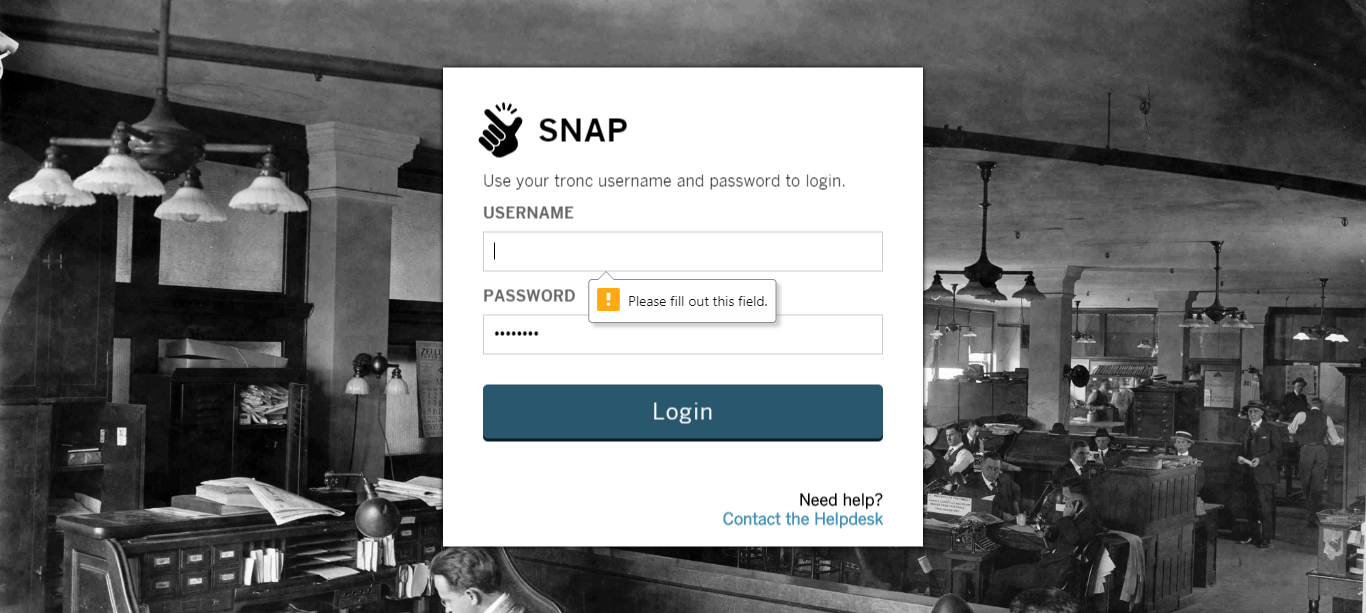 SNAP
Use your tronc username and password to login.
USERNAME
Please fill out this field.
PASSWORD
••••••••
Login
Need help?
Contact the Helpdesk